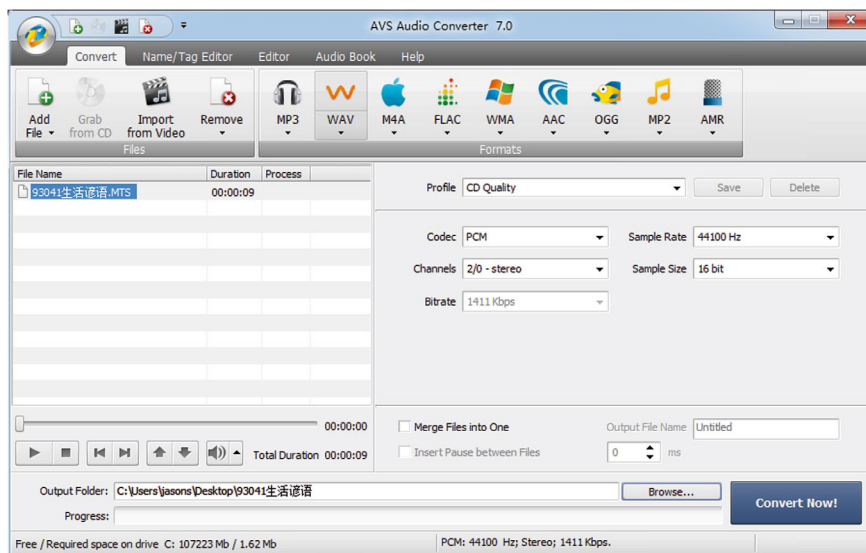 AVS Audio Converter 7.0
Convert Name/Tag Editor Editor Audio Book Help
Add File Grab from CD Import from Video Remove MP3 WAV M4A FLAC WMA AAC OGG MP2 AMR
Files Formats
File Name Duration Process
93041生活谚语.MTS 00:00:09
Profile CD Quality Save Delete
Codec PCM Sample Rate 44100 Hz
Channels 2/0 - stereo Sample Size 16 bit
Bitrate 1411 Kbps
00:00:00
Merge Files into One Output File Name Untitled
Total Duration 00:00:09
Insert Pause between Files 0 ms
Output Folder: C:\Users\jasons\Desktop\93041生活谚语 Browse...
Convert Now!
Progress:
Free / Required space on drive C: 107223 Mb / 1.62 Mb PCM: 44100 Hz; Stereo; 1411 Kbps.